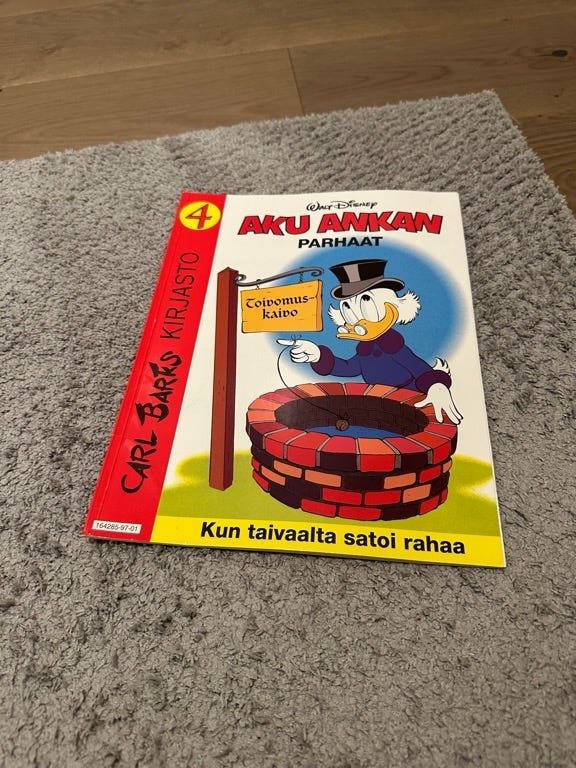 4
CARL BARKS KIRJASTO
164285-97-01
WALT DISNEY
AKU ANKAN
PARHAAT
Toivomus-
kaivo
Kun taivaalta satoi rahaa